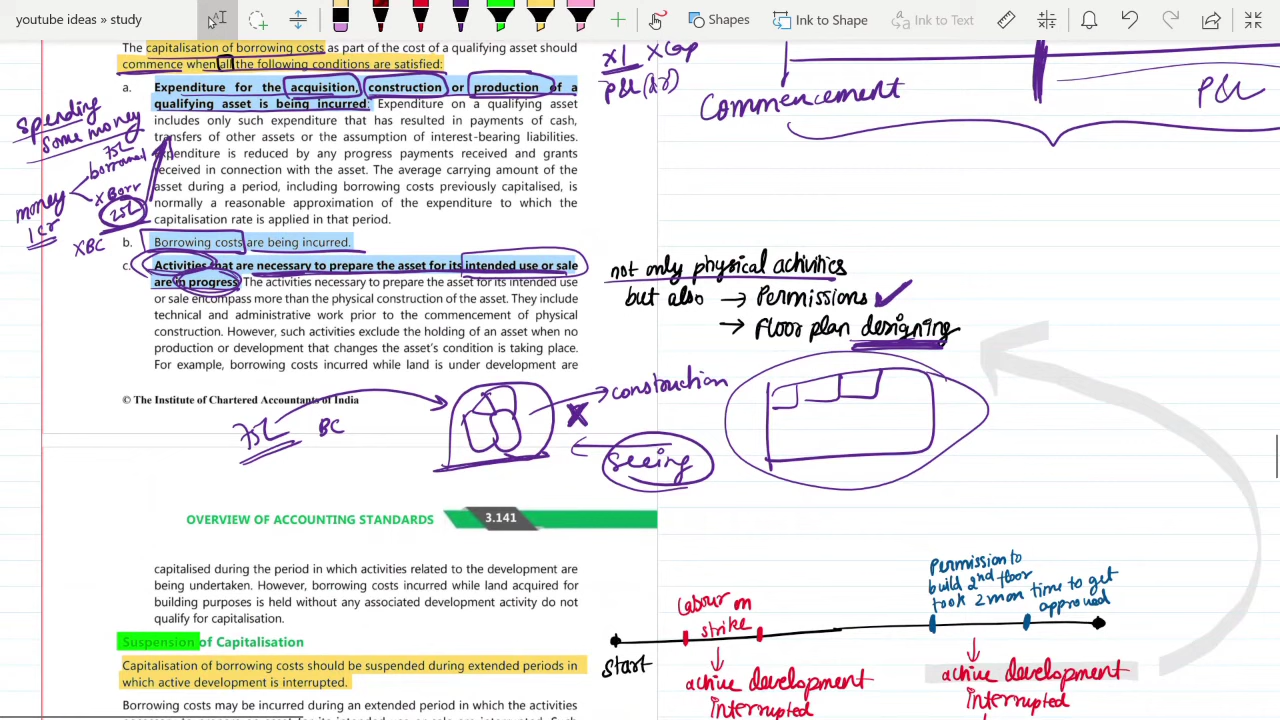 youtube ideas » study
Shapes
Ink to Shape
Ink to Text
The capitalisation of borrowing costs as part of the cost of a qualifying asset should
commence when all the following conditions are satisfied:
a. Expenditure for the acquisition, construction or production of a
qualifying asset is being incurred: Expenditure on a qualifying asset
includes only such expenditure that has resulted in payments of cash,
transfers of other assets or the assumption of interest-bearing liabilities.
Expenditure is reduced by any progress payments received and grants
received in connection with the asset. The average carrying amount of the
asset during a period, including borrowing costs previously capitalised, is
normally a reasonable approximation of the expenditure to which the
capitalisation rate is applied in that period.
b. Borrowing costs are being incurred.
c. Activities that are necessary to prepare the asset for its intended use or sale
are in progress: The activities necessary to prepare the asset for its intended use
or sale encompass more than the physical construction of the asset. They include
technical and administrative work prior to the commencement of physical
construction. However, such activities exclude the holding of an asset when no
production or development that changes the asset's condition is taking place.
For example, borrowing costs incurred while land is under development are
© The Institute of Chartered Accountants of India
spending
some money
75L
borrowed
money
1 cr
x Borr
25L
XBC
P&L
Commencement
P&L
not only physical activities
but also → Permissions ✓
→ floor plan designing
75L BC
construction
X
seeing
OVERVIEW OF ACCOUNTING STANDARDS 3.141
capitalised during the period in which activities related to the development are
being undertaken. However, borrowing costs incurred while land acquired for
building purposes is held without any associated development activity do not
qualify for capitalisation.
Suspension of Capitalisation
Capitalisation of borrowing costs should be suspended during extended periods in
which active development is interrupted.
Borrowing costs may be incurred during an extended period in which the activities
start
labour on
strike
active development
interrupted
Permission to
build 2nd floor
took 2 mon time to get
approved
active development
interrupted